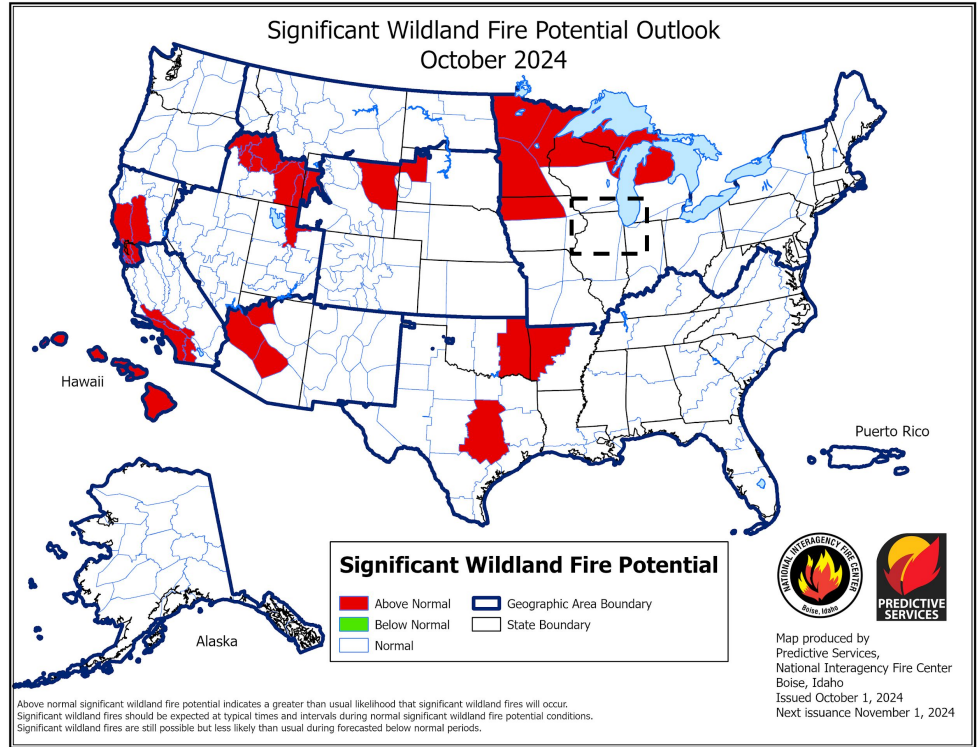 Significant Wildland Fire Potential Outlook
October 2024
Hawaii
Puerto Rico
Alaska
Significant Wildland Fire Potential
Above Normal
Geographic Area Boundary
Below Normal
State Boundary
Normal
NATIONAL INTERAGENCY FIRE CENTER
Boise, Idaho
PREDICTIVE
SERVICES
Map produced by
Predictive Services,
National Interagency Fire Center
Boise, Idaho
Issued October 1, 2024
Next issuance November 1, 2024
Above normal significant wildland fire potential indicates a greater than usual likelihood that significant wildland fires will occur.
Significant wildland fires should be expected at typical times and intervals during normal significant wildland fire potential conditions.
Significant wildland fires are still possible but less likely than usual during forecasted below normal periods.